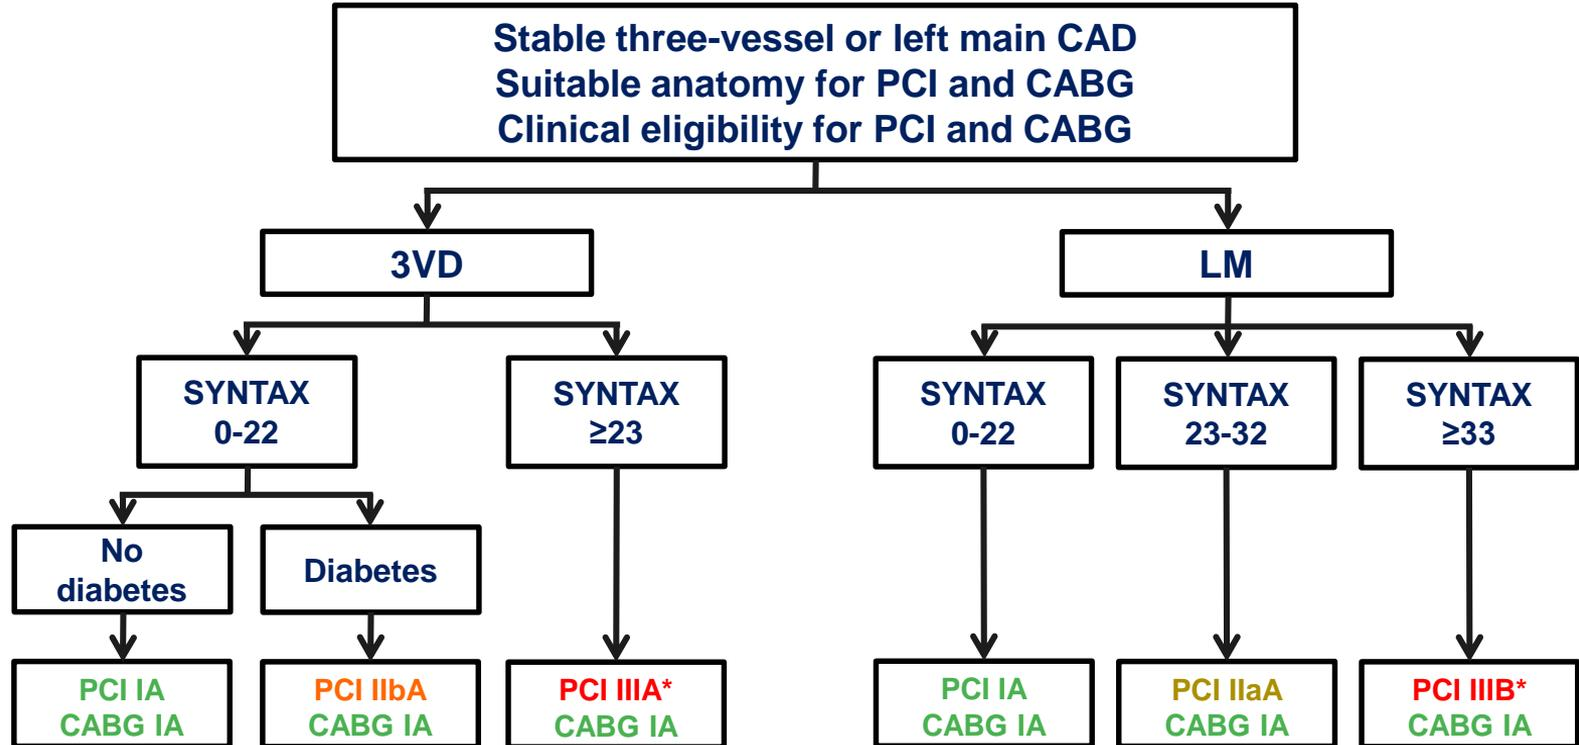 Stable three-vessel or left main CAD
Suitable anatomy for PCI and CABG
Clinical eligibility for PCI and CABG
3VD
LM
SYNTAX
0-22
SYNTAX
≥23
SYNTAX
0-22
SYNTAX
23-32
SYNTAX
≥33
No
diabetes
Diabetes
PCI IA
CABG IA
PCI IIbA
CABG IA
PCI IIIA*
CABG IA
PCI IA
CABG IA
PCI IIaA
CABG IA
PCI IIIB*
CABG IA